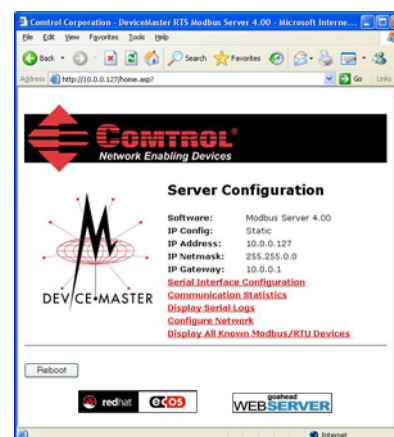 Comtrol Corporation - DeviceMaster RTS Modbus Server 4.00 - Microsoft Interne...
File Edit View Favorites Tools Help
Back Search Favorites
Address http://10.0.0.127/home.asp? Go Links
COMTROL®
Network Enabling Devices
Server Configuration
Software: Modbus Server 4.00
IP Config: Static
IP Address: 10.0.0.127
IP Netmask: 255.255.0.0
IP Gateway: 10.0.0.1
Serial Interface Configuration
Communication Statistics
Display Serial Logs
Configure Network
Display All Known Modbus/RTU Devices
DEVICE•MASTER
Reboot
redhat eCos
goahead
WEBSERVER
Internet